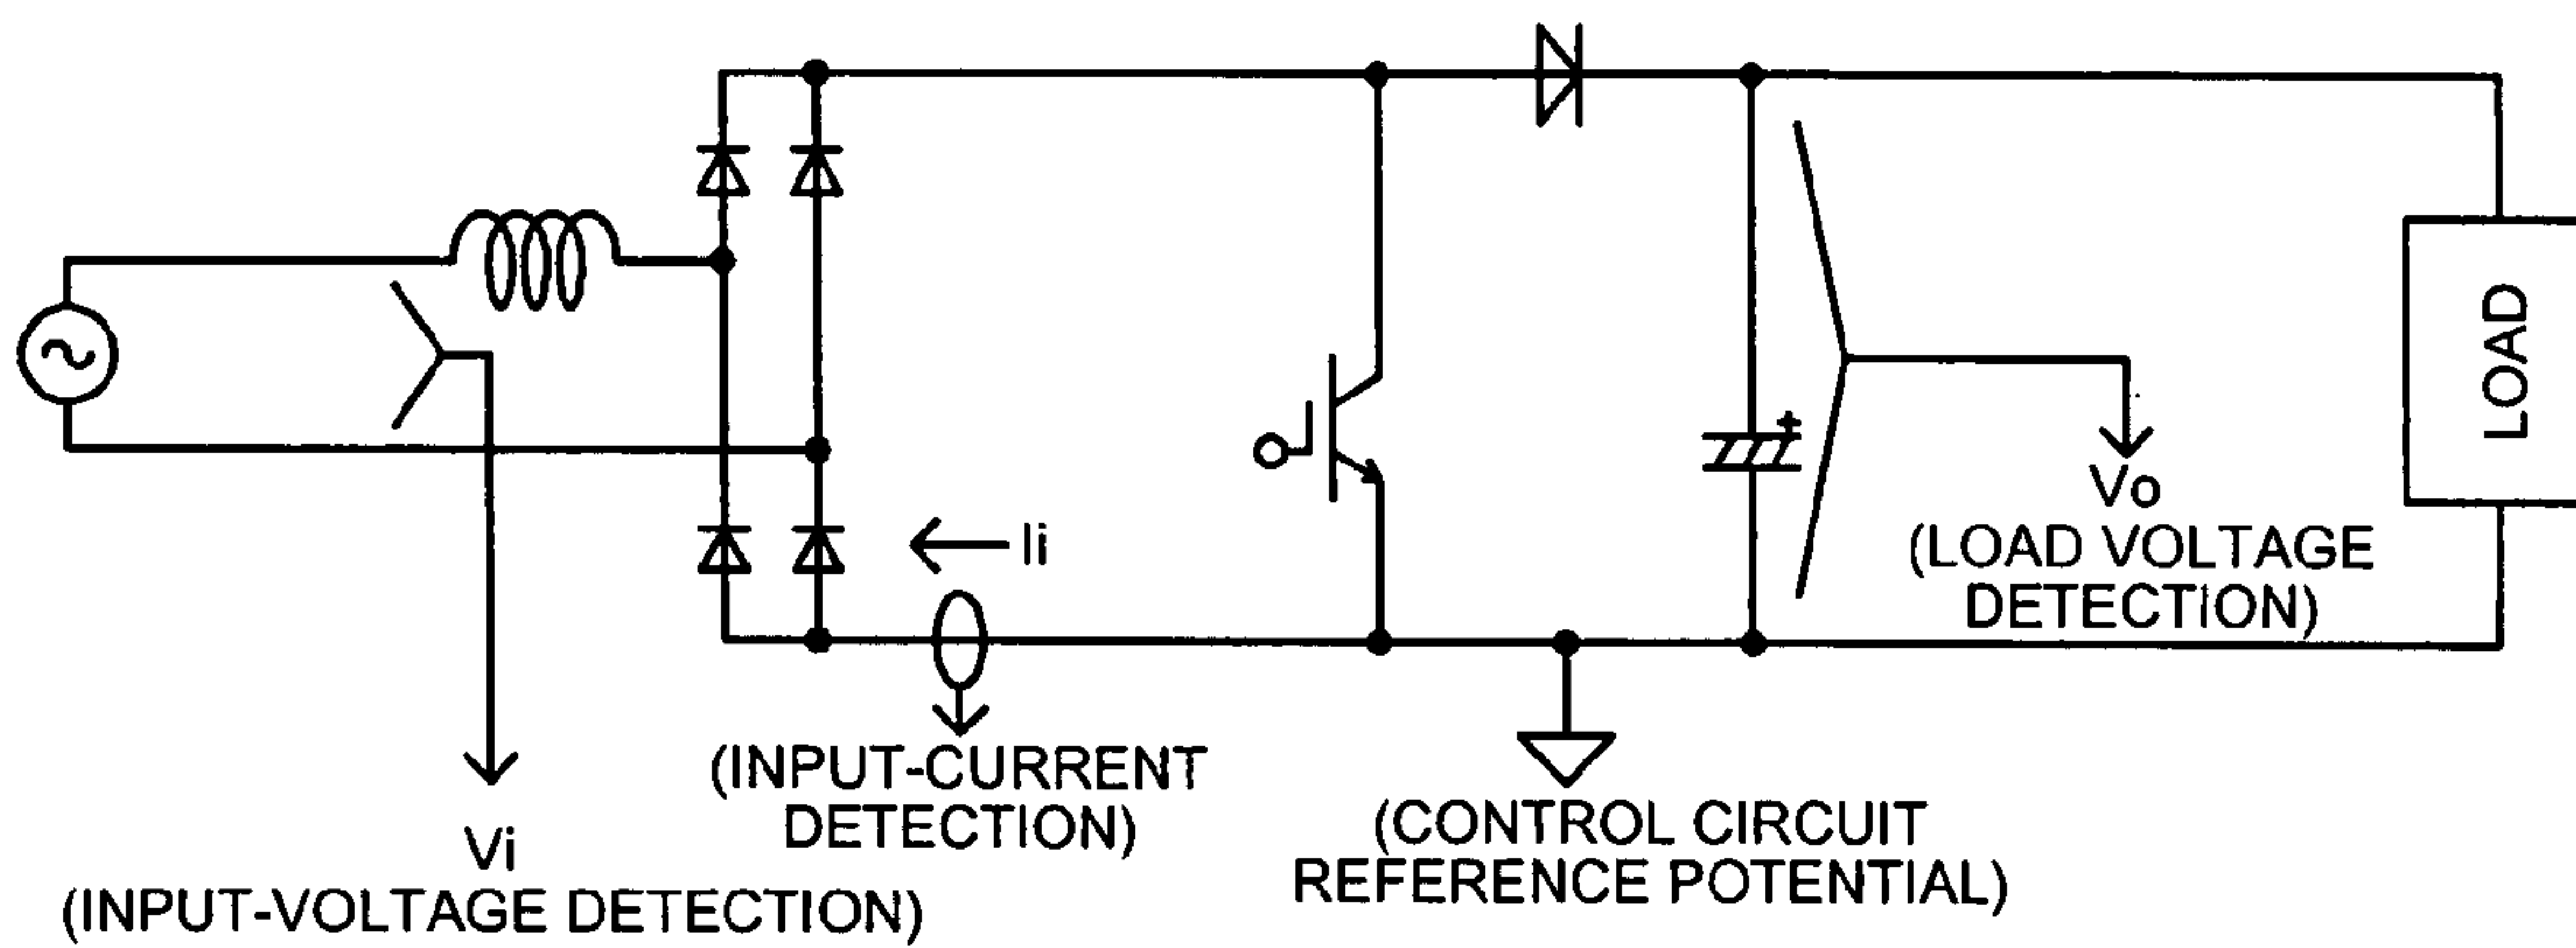 Ii
LOAD
Vo
(LOAD VOLTAGE
DETECTION)
(INPUT-CURRENT
DETECTION)
(CONTROL CIRCUIT
REFERENCE POTENTIAL)
Vi
(INPUT-VOLTAGE DETECTION)